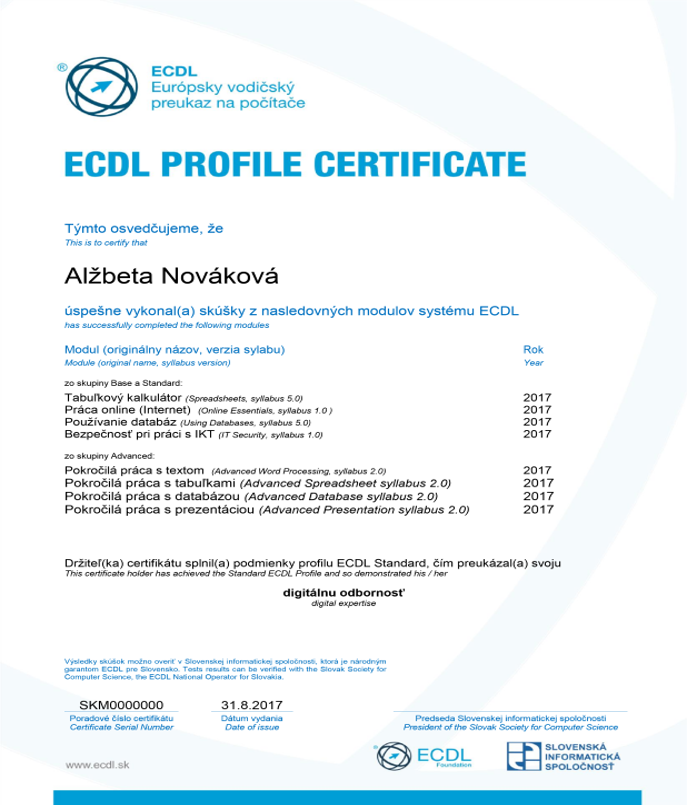 ®
ECDL
Európsky vodičský
preukaz na počítače
ECDL PROFILE CERTIFICATE
Týmto osvedčujeme, že
This is to certify that
Alžbeta Nováková
úspešne vykonal(a) skúšky z nasledovných modulov systému ECDL
has successfully completed the following modules
Modul (originálny názov, verzia sylabu) Rok
Module (original name, syllabus version) Year
zo skupiny Base a Standard:
Tabuľkový kalkulátor (Spreadsheets, syllabus 5.0) 2017
Práca online (Internet) (Online Essentials, syllabus 1.0 ) 2017
Používanie databáz (Using Databases, syllabus 5.0) 2017
Bezpečnosť pri práci s IKT (IT Security, syllabus 1.0) 2017
zo skupiny Advanced:
Pokročilá práca s textom (Advanced Word Processing, syllabus 2.0) 2017
Pokročilá práca s tabuľkami (Advanced Spreadsheet syllabus 2.0) 2017
Pokročilá práca s databázou (Advanced Database syllabus 2.0) 2017
Pokročilá práca s prezentáciou (Advanced Presentation syllabus 2.0) 2017
Držiteľ(ka) certifikátu splnil(a) podmienky profilu ECDL Standard, čím preukázal(a) svoju
This certificate holder has achieved the Standard ECDL Profile and so demonstrated his / her
digitálnu odbornosť
digital expertise
Výsledky skúšok možno overiť v Slovenskej informatickej spoločnosti, ktorá je národným
garantom ECDL pre Slovensko. Tests results can be verified with the Slovak Society for
Computer Science, the ECDL National Operator for Slovakia.
SKM0000000 31.8.2017
Poradové číslo certifikátu Dátum vydania Predseda Slovenskej informatickej spoločnosti
Certificate Serial Number Date of issue President of the Slovak Society for Computer Science
www.ecdl.sk
® ECDL
Foundation
SLOVENSKÁ
INFORMATICKÁ
SPOLOČNOSŤ